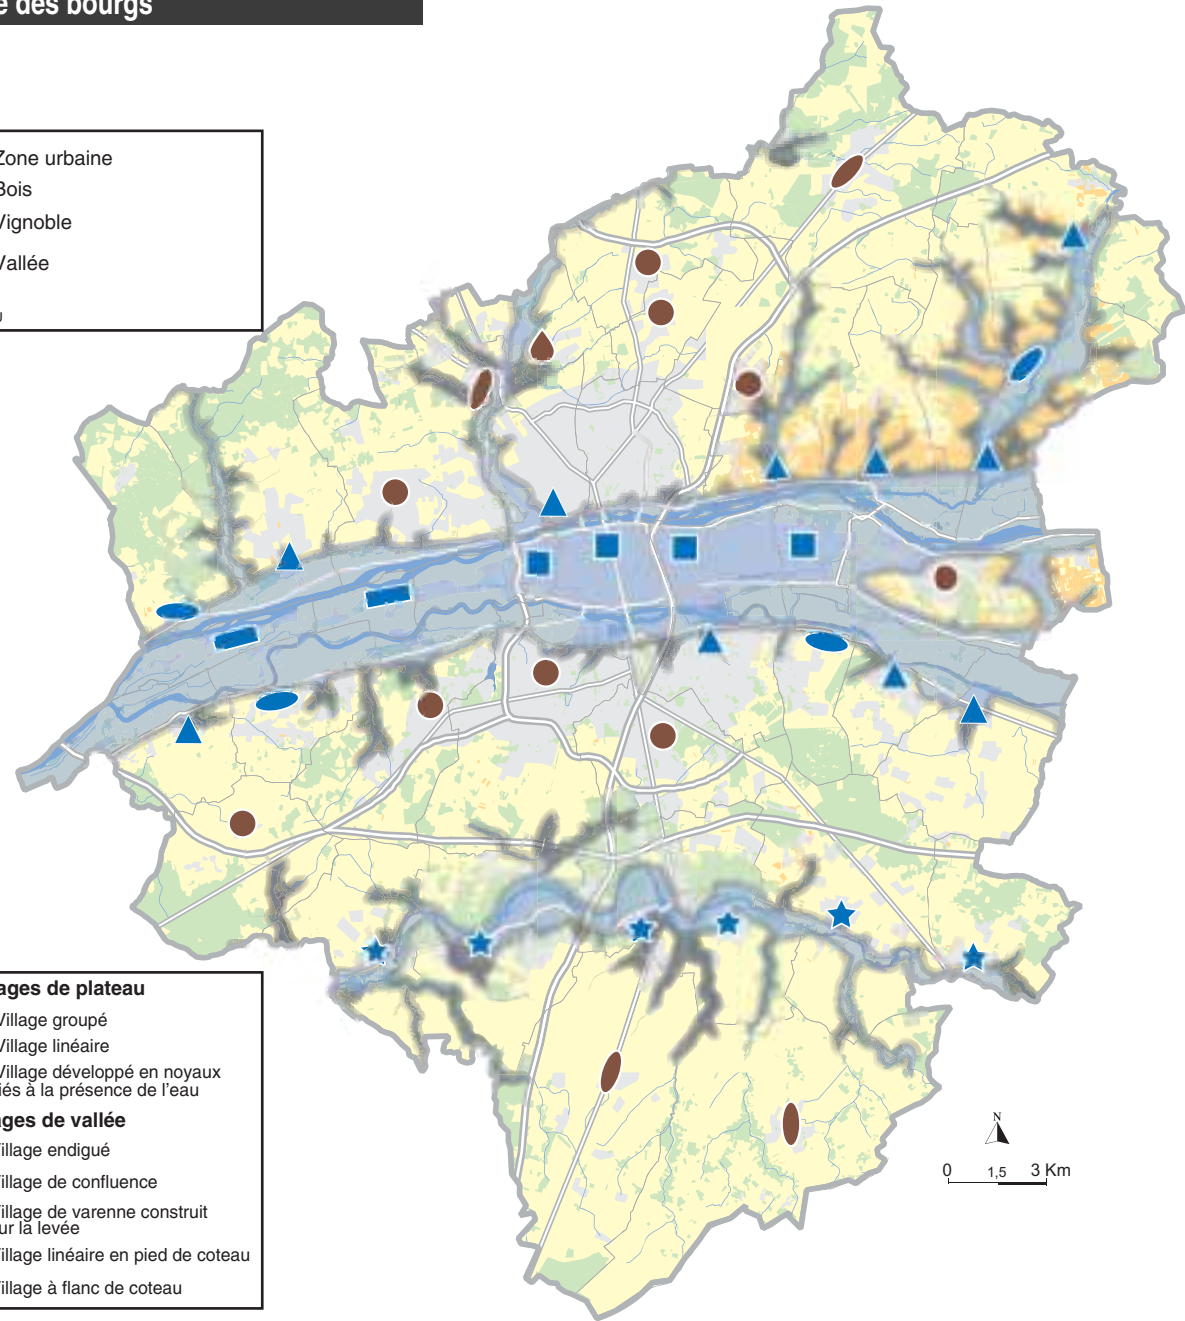 e des bourgs
Zone urbaine
Bois
Vignoble
Vallée
u
ages de plateau
Village groupé
Village linéaire
Village développé en noyaux
iés à la présence de l'eau
ages de vallée
illage endigué
illage de confluence
illage de varenne construit
ur la levée
illage linéaire en pied de coteau
illage à flanc de coteau
N
0 1,5 3 Km